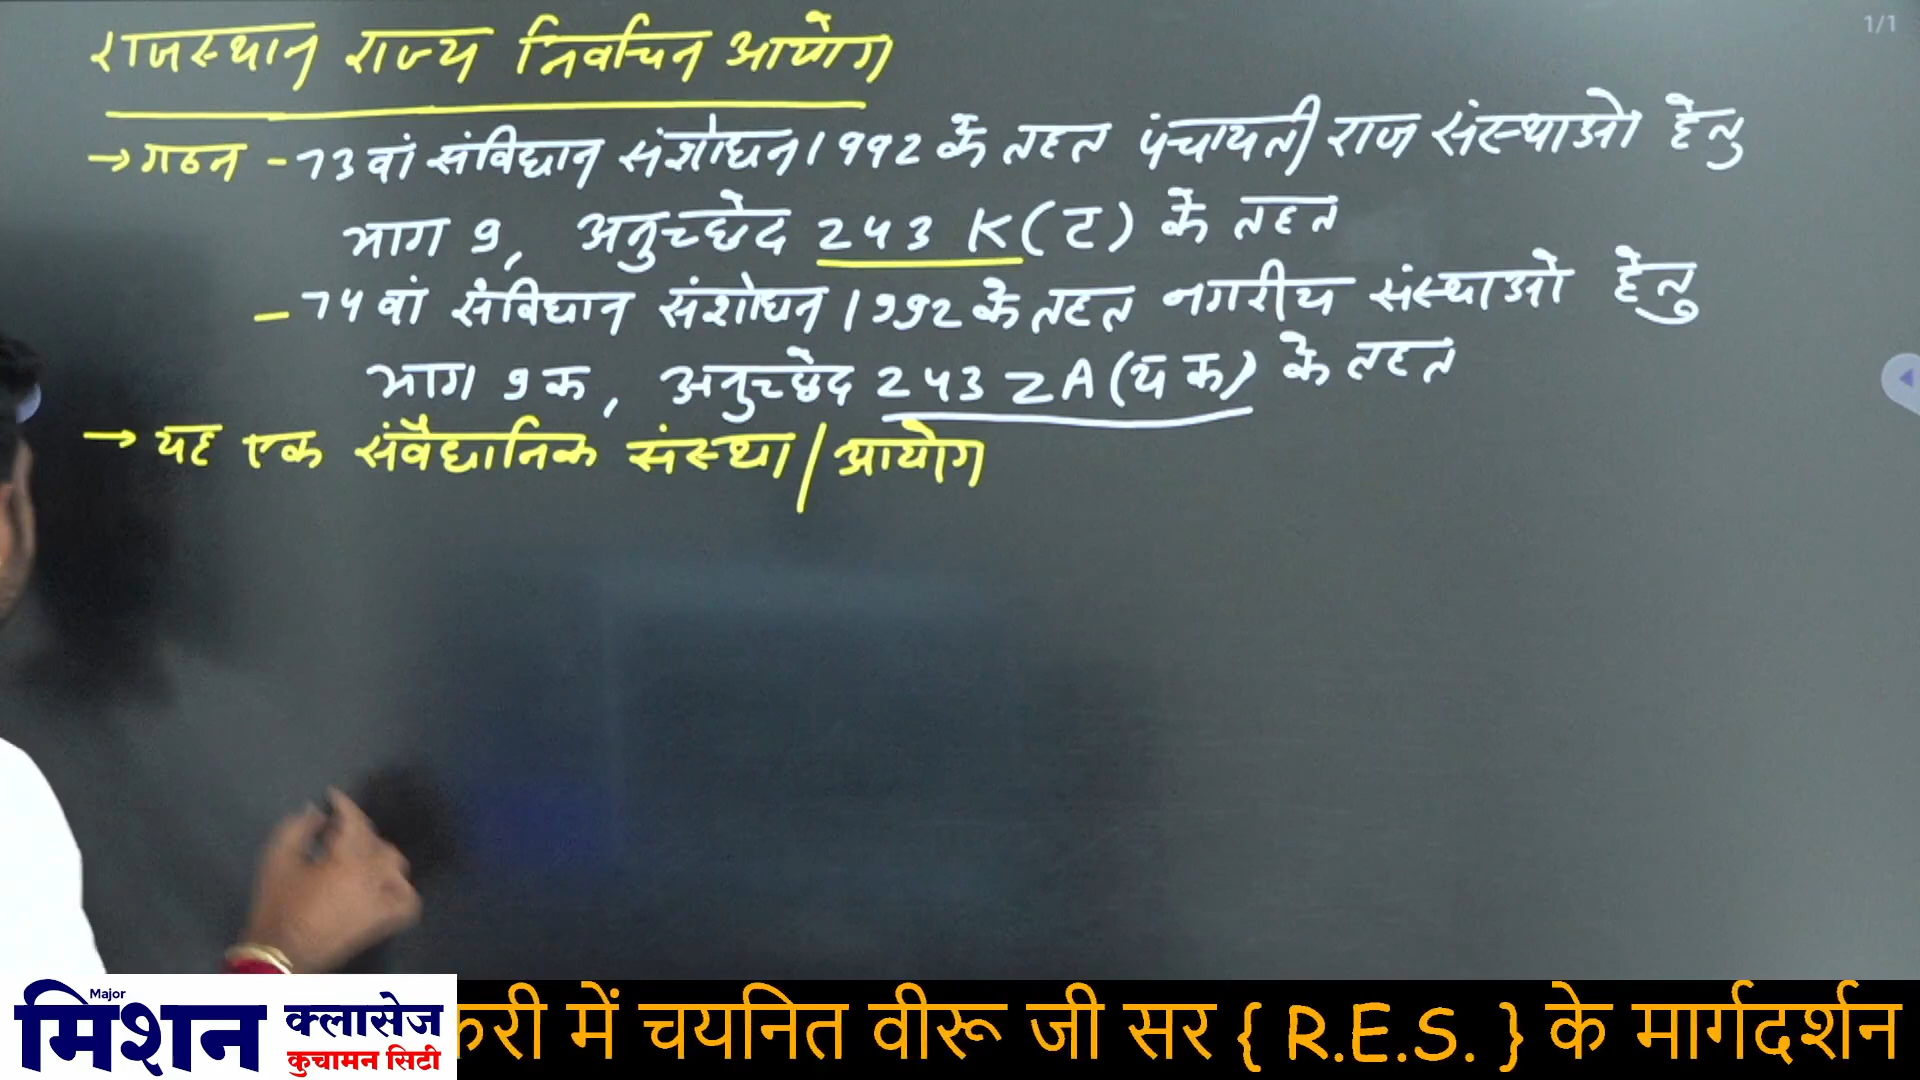 1/1
राजस्थान राज्य निर्वाचन आयोग
→ गठन - 73 वां संविधान संशोधन 1992 के तहत पंचायती राज संस्थाओं हेतु
भाग 9, अनुच्छेद 243 K (ट) के तहत
- 74 वां संविधान संशोधन 1992 के तहत नगरीय संस्थाओं हेतु
भाग 9 क, अनुच्छेद 243 ZA (य क) के तहत
→ यह एक संवैधानिक संस्था / आयोग
Major
मिशन क्लासेज
कुचामन सिटी
करी में चयनित वीरू जी सर { R.E.S. } के मार्गदर्शन